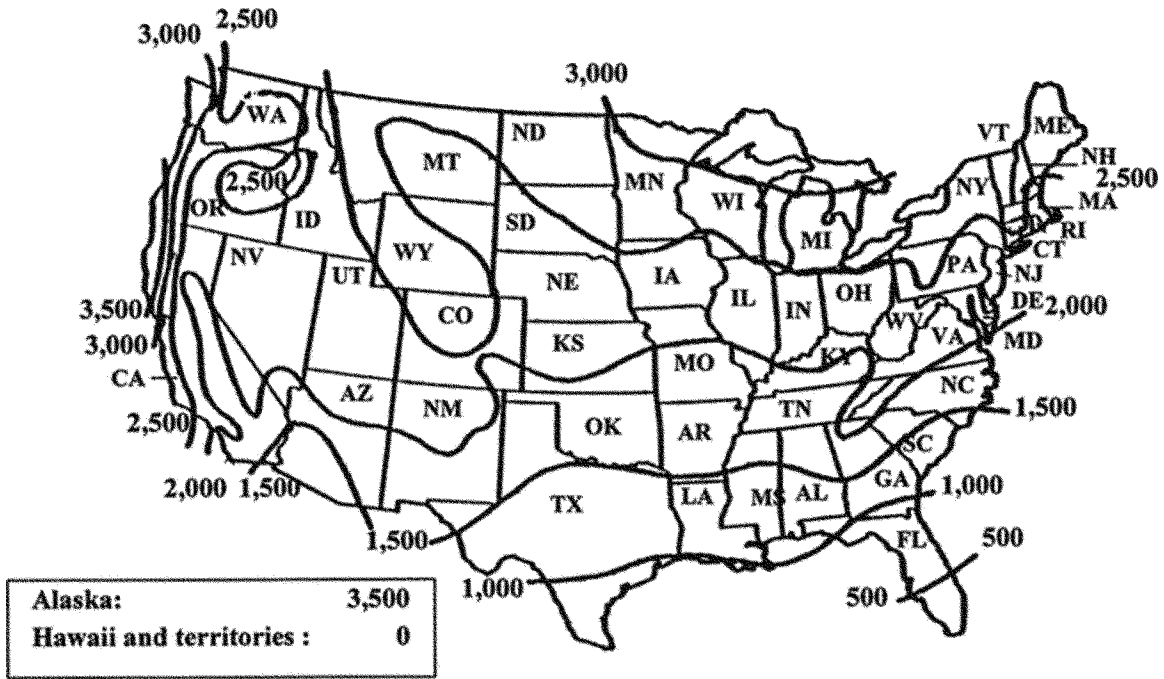 2,500
3,000
3,000
WA
ND
VT
ME
MT
MN
NH
2,500
2,500
OR
ID
SD
WI
NY
MA
WY
MI
RI
CT
NV
UT
NE
IA
PA
NJ
IL
IN
OH
DE
2,000
3,500
CO
WV
VA
MD
3,000
KS
KY
MO
CA
AZ
NM
TN
NC
1,500
2,500
OK
AR
SC
2,000
1,500
TX
LA
MS
AL
GA
1,000
1,500
FL
500
1,000
500
Alaska: 3,500
Hawaii and territories : 0